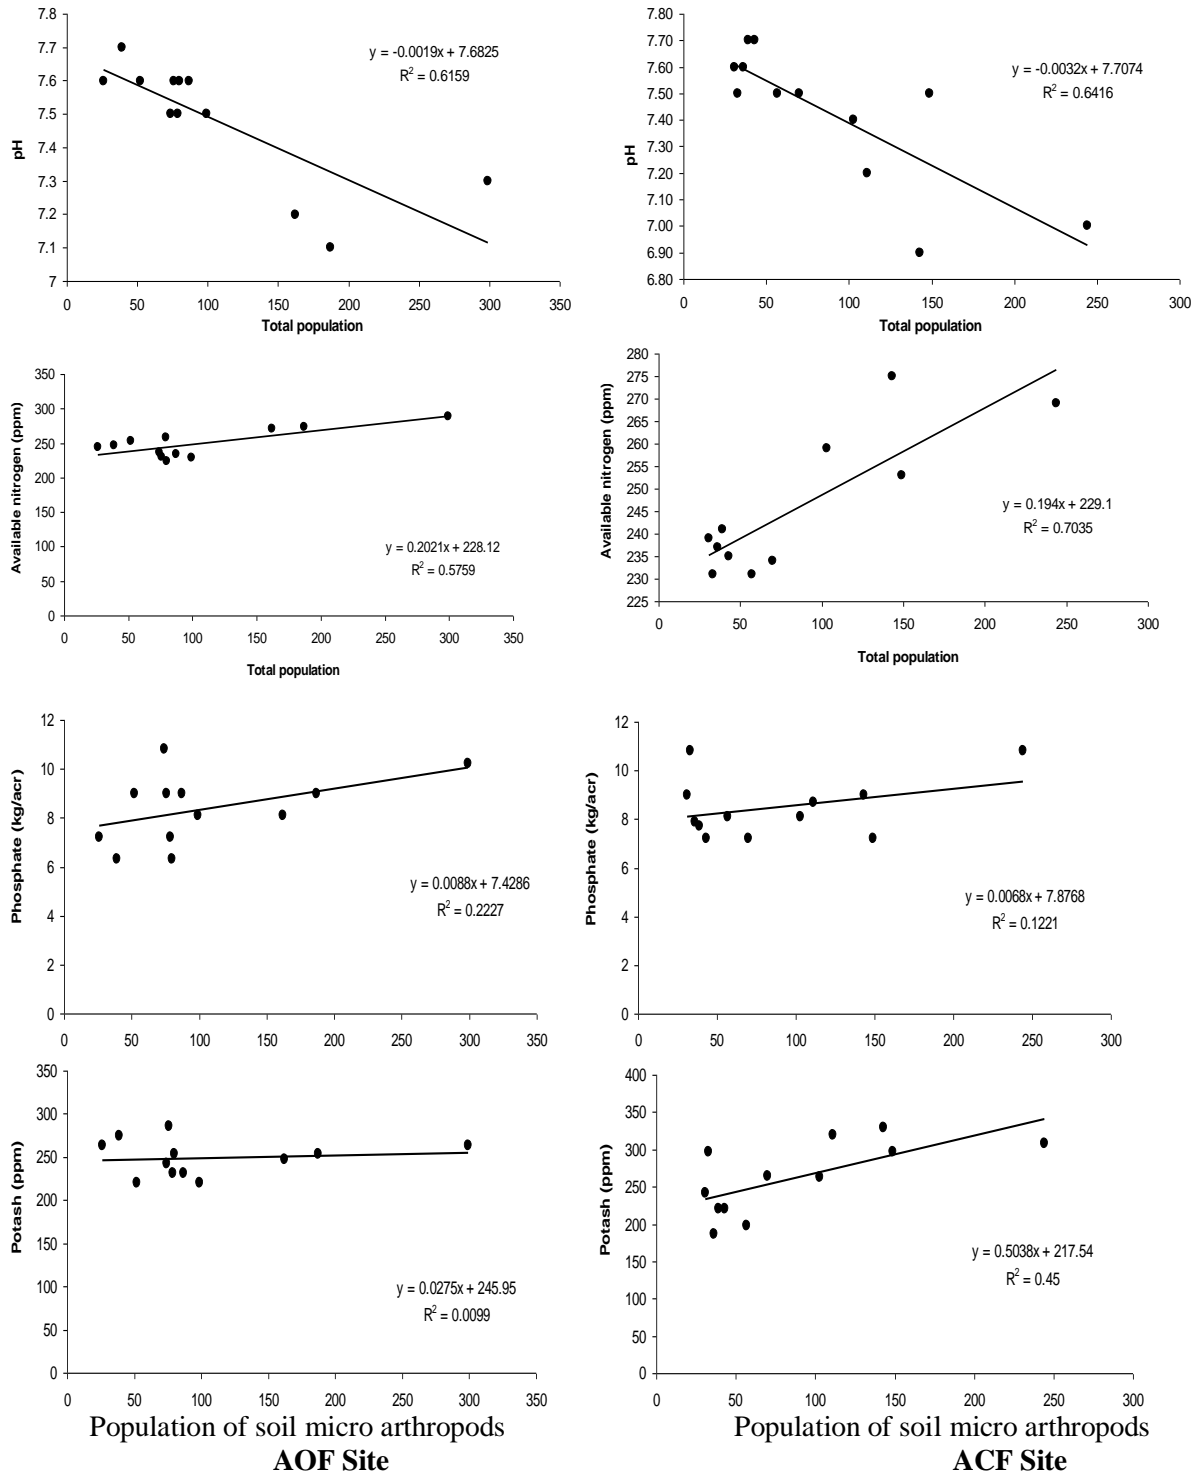 7.8
7.7
7.6
7.5
7.4
7.3
7.2
7.1
7
pH
y = -0.0019x + 7.6825
R² = 0.6159
0 50 100 150 200 250 300 350
Total population
7.80
7.70
7.60
7.50
7.40
7.30
7.20
7.10
7.00
6.90
6.80
pH
y = -0.0032x + 7.7074
R² = 0.6416
0 50 100 150 200 250 300
Total population
350
300
250
200
150
100
50
0
Available nitrogen (ppm)
y = 0.2021x + 228.12
R² = 0.5759
0 50 100 150 200 250 300 350
Total population
280
275
270
265
260
255
250
245
240
235
230
225
Available nitrogen (ppm)
y = 0.194x + 229.1
R² = 0.7035
0 50 100 150 200 250 300
Total population
12
10
8
6
4
2
0
Phosphate (kg/acr)
y = 0.0088x + 7.4286
R² = 0.2227
0 50 100 150 200 250 300 350
12
10
8
6
4
2
0
Phosphate (kg/acr)
y = 0.0068x + 7.8768
R² = 0.1221
0 50 100 150 200 250 300
350
300
250
200
150
100
50
0
Potash (ppm)
y = 0.0275x + 245.95
R² = 0.0099
0 50 100 150 200 250 300 350
Population of soil micro arthropods
AOF Site
400
350
300
250
200
150
100
50
0
Potash (ppm)
y = 0.5038x + 217.54
R² = 0.45
0 50 100 150 200 250 300
Population of soil micro arthropods
ACF Site